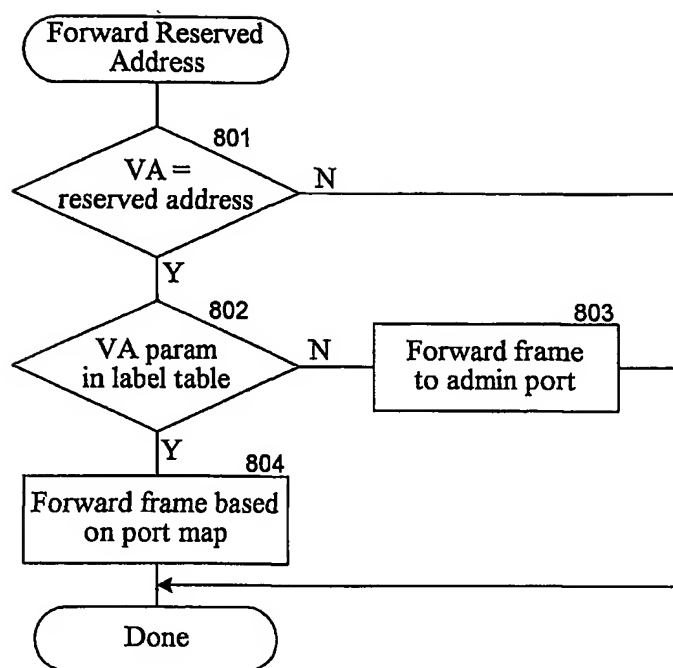 Forward Reserved
Address
801
VA =
reserved address
N
Y
802
VA param
in label table
N
803
Forward frame
to admin port
Y
804
Forward frame based
on port map
Done